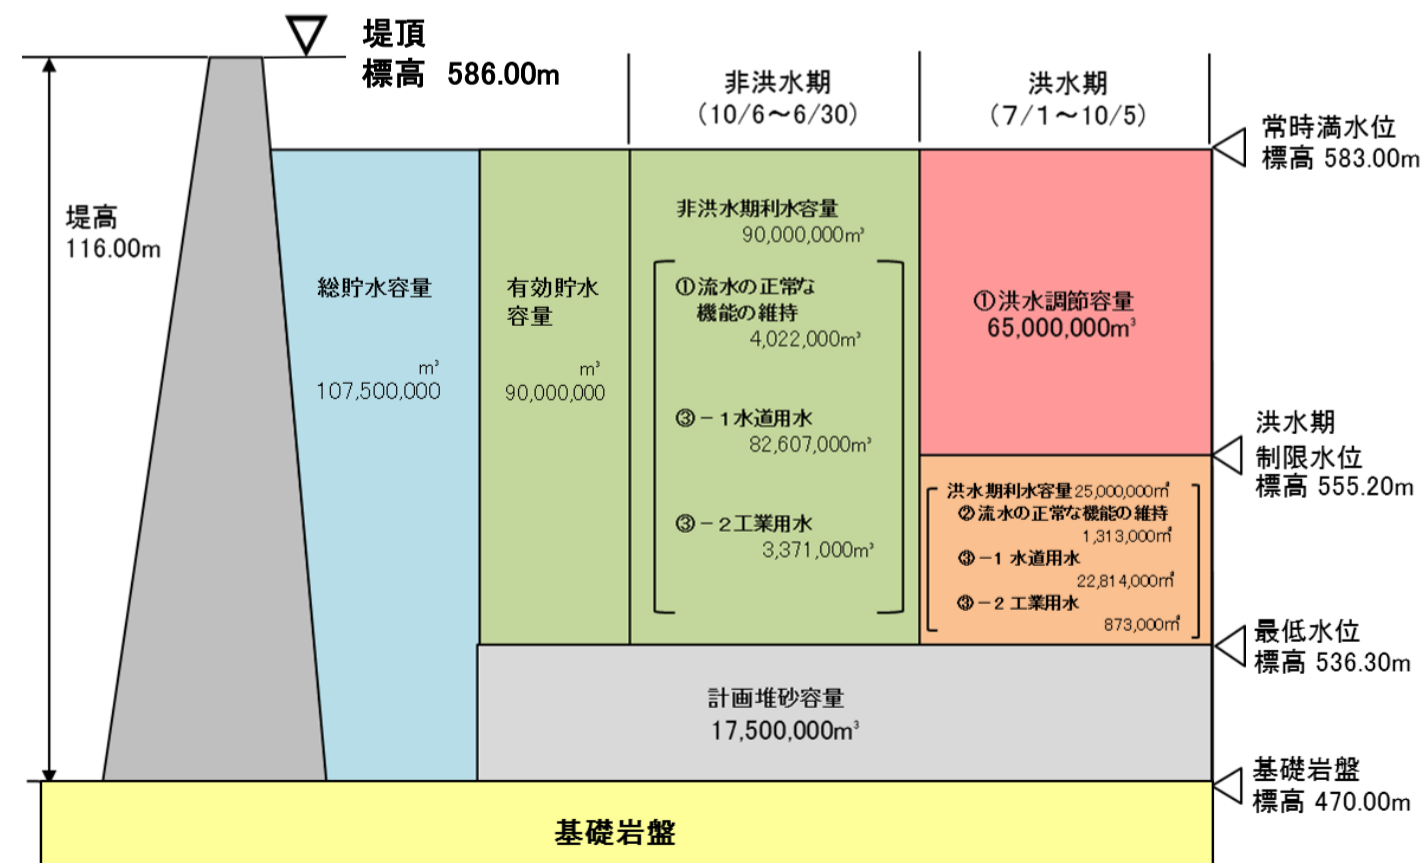 堤頂
標高 586.00m
非洪水期
(10/6～6/30)
洪水期
(7/1～10/5)
常時満水位
標高 583.00m
堤高
116.00m
総貯水容量
m³
107,500,000
有効貯水
容量
m³
90,000,000
非洪水期利水容量
90,000,000m³
①流水の正常な
機能の維持
4,022,000m³
③－1水道用水
82,607,000m³
③－2工業用水
3,371,000m³
①洪水調節容量
65,000,000m³
洪水期
制限水位
標高 555.20m
洪水期利水容量25,000,000㎥
②流水の正常な機能の維持
1,313,000㎥
③－1 水道用水
22,814,000㎥
③－2 工業用水
873,000㎥
最低水位
標高 536.30m
計画堆砂容量
17,500,000m³
基礎岩盤
標高 470.00m
基礎岩盤